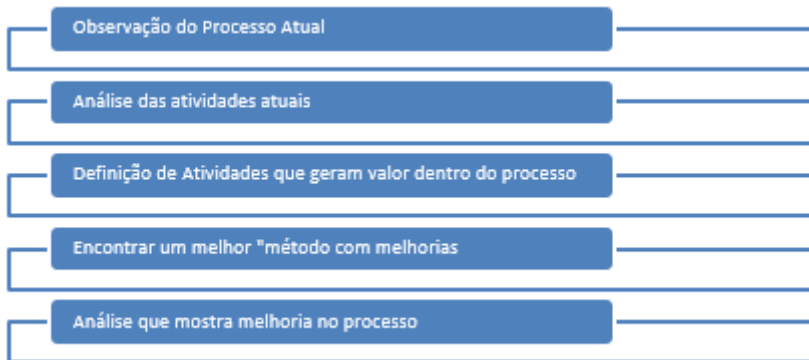 Observação do Processo Atual
Análise das atividades atuais
Definição de Atividades que geram valor dentro do processo
Encontrar um melhor "método com melhorias
Análise que mostra melhoria no processo